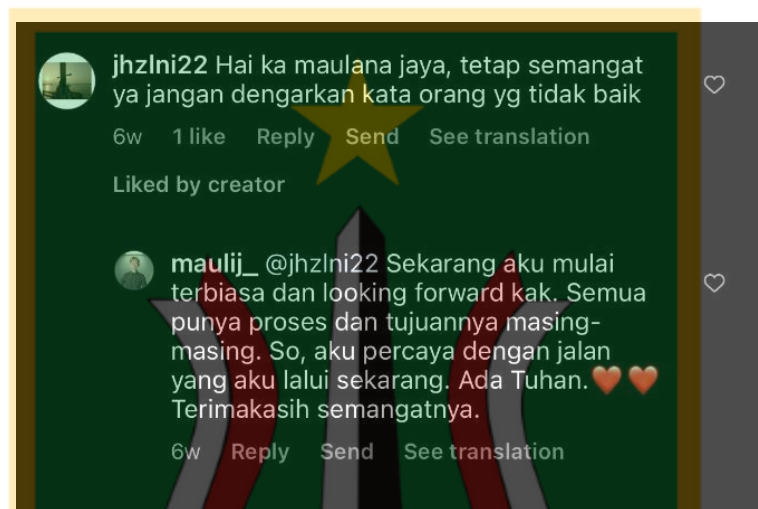 jhzlni22 Hai ka maulana jaya, tetap semangat
ya jangan dengarkan kata orang yg tidak baik
6w 1 like Reply Send See translation
Liked by creator
maulij_ @jhzlni22 Sekarang aku mulai
terbiasa dan looking forward kak. Semua
punya proses dan tujuannya masing-
masing. So, aku percaya dengan jalan
yang aku lalui sekarang. Ada Tuhan.❤️❤️
Terimakasih semangatnya.
6w Reply Send See translation